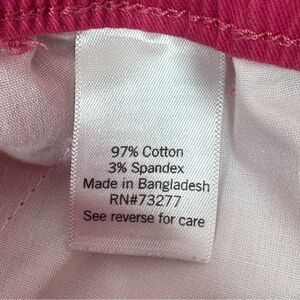 97% Cotton
3% Spandex
Made in Bangladesh
RN#73277
See reverse for care